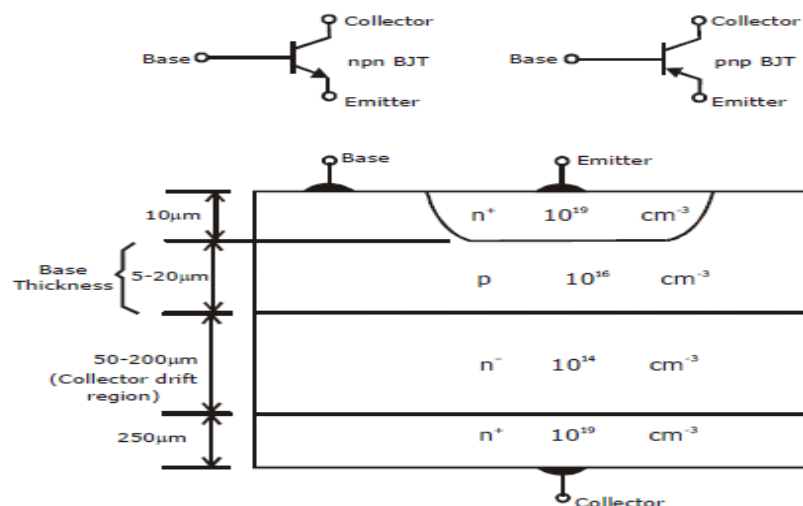 Collector Collector
Base npn BJT Base pnp BJT
Emitter Emitter
Base Emitter
10μm n⁺ 10¹⁹ cm⁻³
Base
Thickness 5-20μm p 10¹⁶ cm⁻³
50-200μm
(Collector drift
region) n⁻ 10¹⁴ cm⁻³
250μm n⁺ 10¹⁹ cm⁻³
Collector